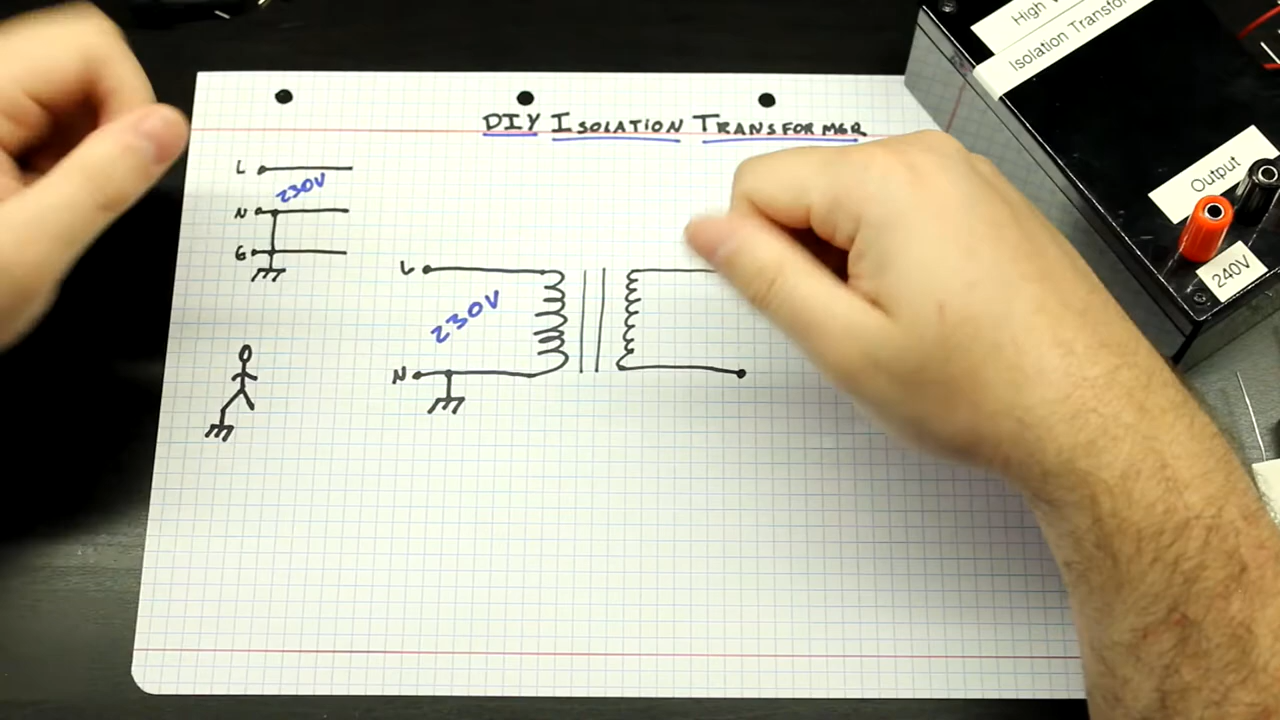 DIY ISOLATION TRANSFORMER
L
230V
N
G
L
230V
N
High
Isolation Transfor
Output
240V